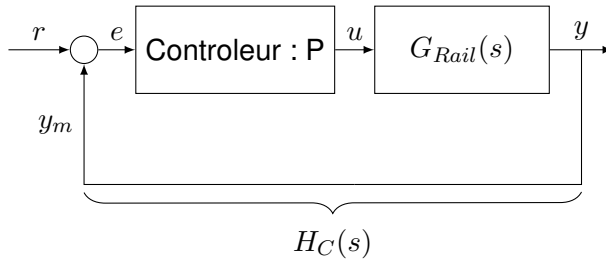 r
e
Controleur : P
u
G_{Rail}(s)
y
y_m
H_C(s)